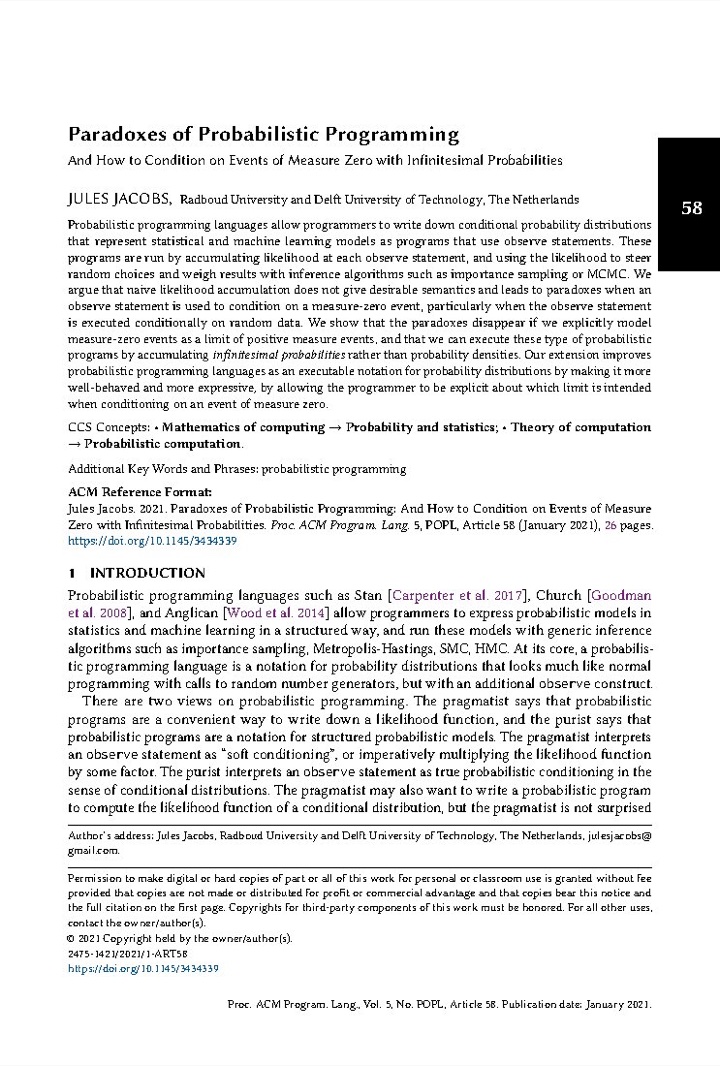 Paradoxes of Probabilistic Programming
And How to Condition on Events of Measure Zero with Infinitesimal Probabilities
58
JULES JACOBS, Radboud University and Delft University of Technology, The Netherlands
Probabilistic programming languages allow programmers to write down conditional probability distributions
that represent statistical and machine learning models as programs that use observe statements. These
programs are run by accumulating likelihood at each observe statement, and using the likelihood to steer
random choices and weigh results with inference algorithms such as importance sampling or MCMC. We
argue that naive likelihood accumulation does not give desirable semantics and leads to paradoxes when an
observe statement is used to condition on a measure-zero event, particularly when the observe statement
is executed conditionally on random data. We show that the paradoxes disappear if we explicitly model
measure-zero events as a limit of positive measure events, and that we can execute these type of probabilistic
programs by accumulating infinitesimal probabilities rather than probability densities. Our extension improves
probabilistic programming languages as an executable notation for probability distributions by making it more
well-behaved and more expressive, by allowing the programmer to be explicit about which limit is intended
when conditioning on an event of measure zero.
CCS Concepts: • Mathematics of computing → Probability and statistics; • Theory of computation
→ Probabilistic computation.
Additional Key Words and Phrases: probabilistic programming
ACM Reference Format:
Jules Jacobs. 2021. Paradoxes of Probabilistic Programming: And How to Condition on Events of Measure
Zero with Infinitesimal Probabilities. Proc. ACM Program. Lang. 5, POPL, Article 58 (January 2021), 26 pages.
https://doi.org/10.1145/3434339
1 INTRODUCTION
Probabilistic programming languages such as Stan [Carpenter et al. 2017], Church [Goodman
et al. 2008], and Anglican [Wood et al. 2014] allow programmers to express probabilistic models in
statistics and machine learning in a structured way, and run these models with generic inference
algorithms such as importance sampling, Metropolis-Hastings, SMC, HMC. At its core, a probabilis-
tic programming language is a notation for probability distributions that looks much like normal
programming with calls to random number generators, but with an additional observe construct.
There are two views on probabilistic programming. The pragmatist says that probabilistic
programs are a convenient way to write down a likelihood function, and the purist says that
probabilistic programs are a notation for structured probabilistic models. The pragmatist interprets
an observe statement as "soft conditioning", or imperatively multiplying the likelihood function
by some factor. The purist interprets an observe statement as true probabilistic conditioning in the
sense of conditional distributions. The pragmatist may also want to write a probabilistic program
to compute the likelihood function of a conditional distribution, but the pragmatist is not surprised
Author's address: Jules Jacobs, Radboud University and Delft University of Technology, The Netherlands, julesjacobs@
gmail.com.
Permission to make digital or hard copies of part or all of this work for personal or classroom use is granted without fee
provided that copies are not made or distributed for profit or commercial advantage and that copies bear this notice and
the full citation on the first page. Copyrights for third-party components of this work must be honored. For all other uses,
contact the owner/author(s).
© 2021 Copyright held by the owner/author(s).
2475-1421/2021/1-ART58
https://doi.org/10.1145/3434339
Proc. ACM Program. Lang., Vol. 5, No. POPL, Article 58. Publication date: January 2021.